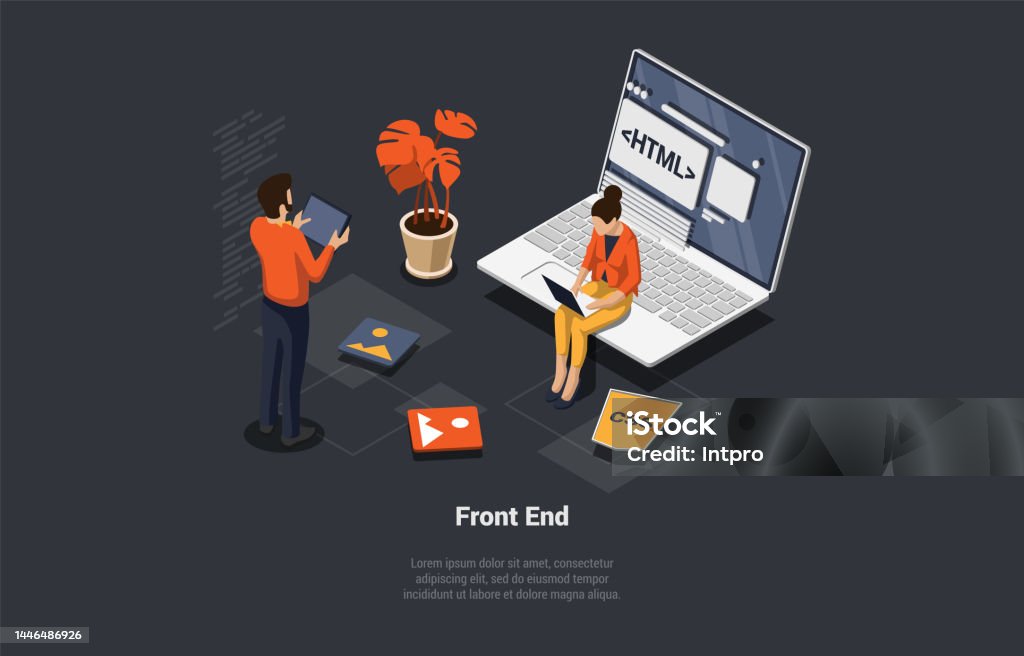 <HTML>
iStock™
Credit: Intpro
Front End
Lorem ipsum dolor sit amet, consectetur
adipiscing elit, sed do eiusmod tempor
incididunt ut labore et dolore magna aliqua.
1446486926